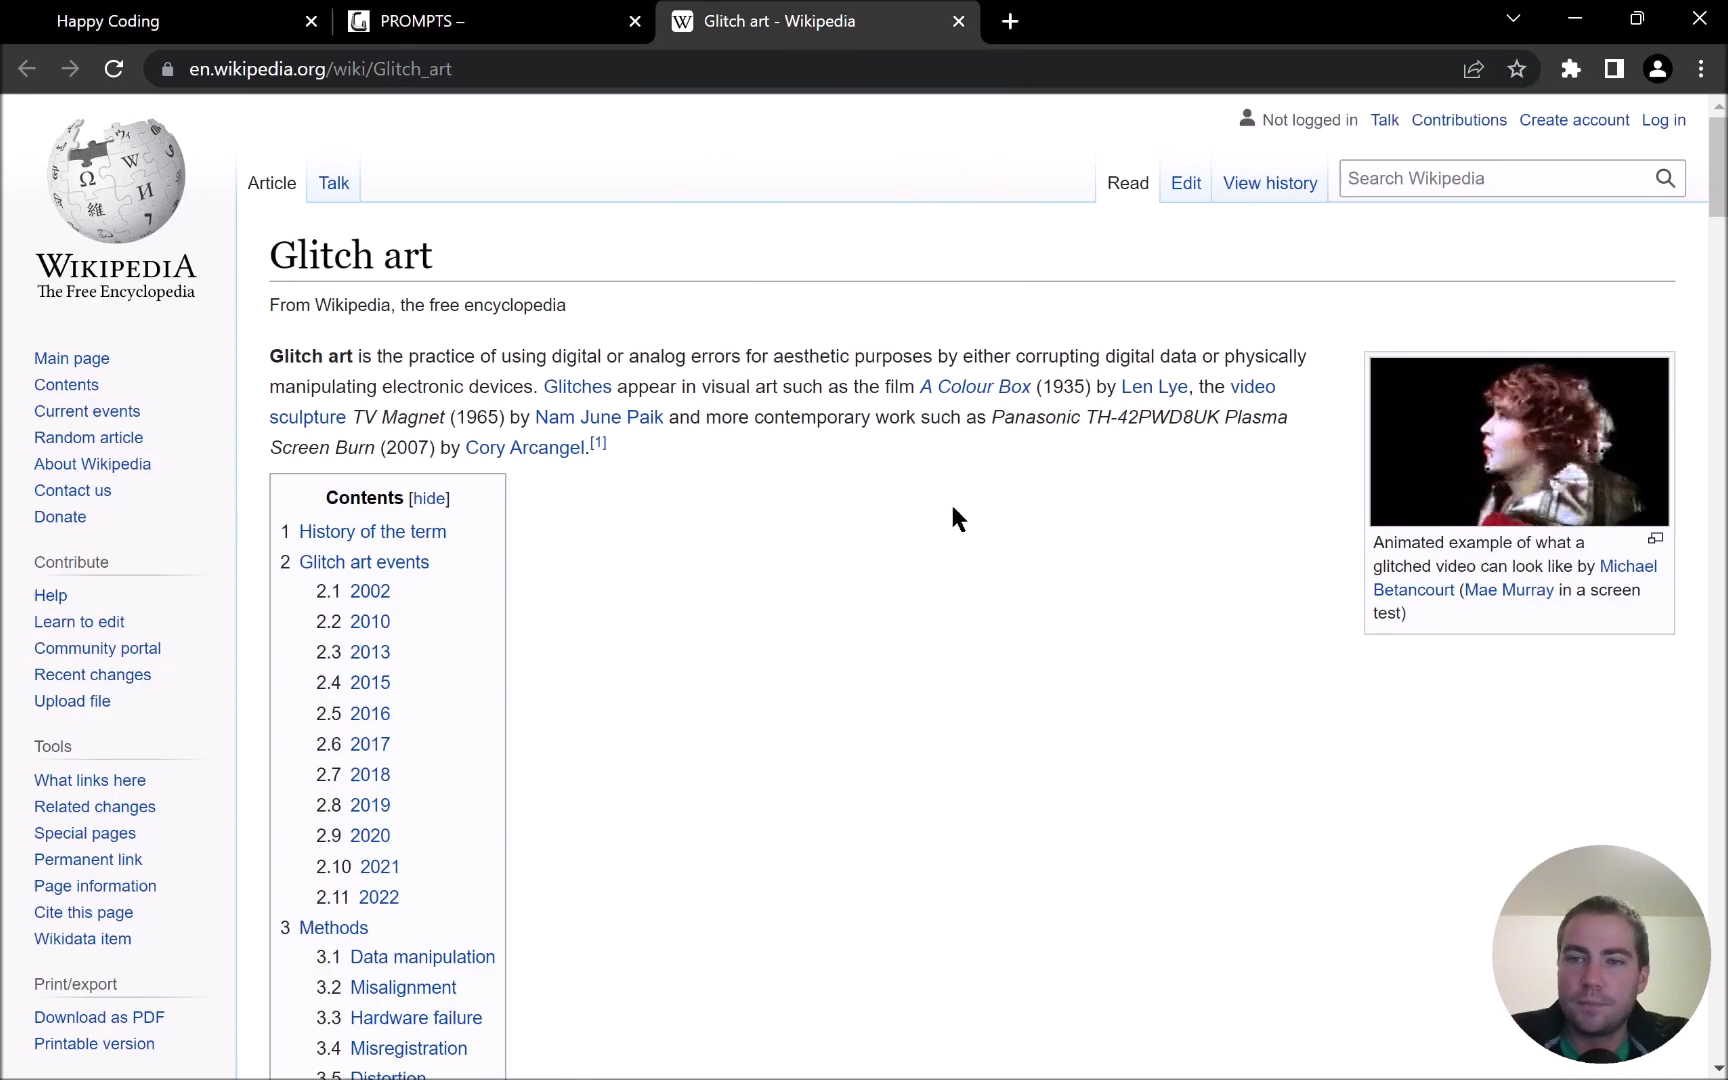 Happy Coding
PROMPTS –
Glitch art - Wikipedia
en.wikipedia.org/wiki/Glitch_art
Not logged in Talk Contributions Create account Log in
Article Talk
Read Edit View history
Search Wikipedia
WIKIPEDIA
The Free Encyclopedia
Main page
Contents
Current events
Random article
About Wikipedia
Contact us
Donate
Contribute
Help
Learn to edit
Community portal
Recent changes
Upload file
Tools
What links here
Related changes
Special pages
Permanent link
Page information
Cite this page
Wikidata item
Print/export
Download as PDF
Printable version
Glitch art
From Wikipedia, the free encyclopedia
Glitch art is the practice of using digital or analog errors for aesthetic purposes by either corrupting digital data or physically
manipulating electronic devices. Glitches appear in visual art such as the film A Colour Box (1935) by Len Lye, the video
sculpture TV Magnet (1965) by Nam June Paik and more contemporary work such as Panasonic TH-42PWD8UK Plasma
Screen Burn (2007) by Cory Arcangel.[1]
Contents [hide]
1 History of the term
2 Glitch art events
2.1 2002
2.2 2010
2.3 2013
2.4 2015
2.5 2016
2.6 2017
2.7 2018
2.8 2019
2.9 2020
2.10 2021
2.11 2022
3 Methods
3.1 Data manipulation
3.2 Misalignment
3.3 Hardware failure
3.4 Misregistration
3.5 Distortion
Animated example of what a
glitched video can look like by Michael
Betancourt (Mae Murray in a screen
test)